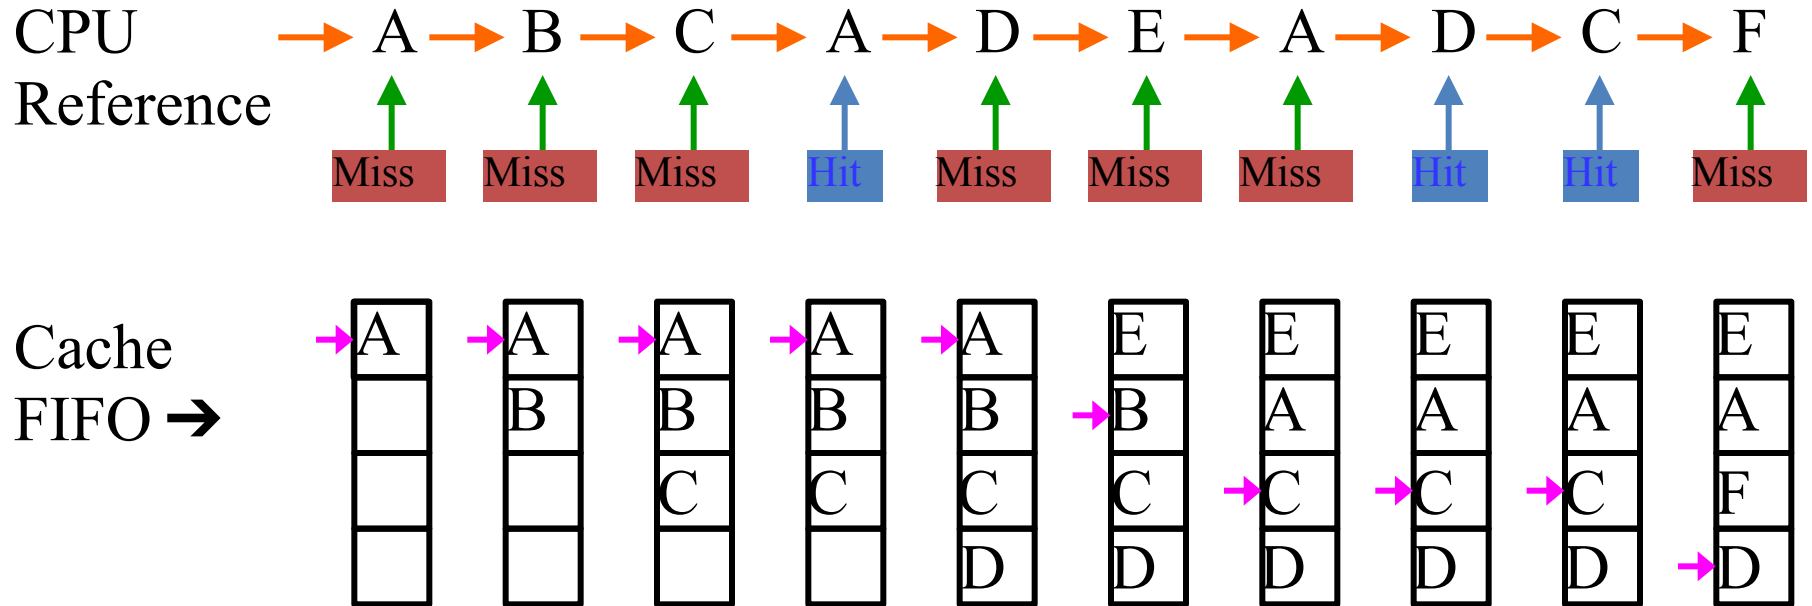 CPU Reference → A → B → C → A → D → E → A → D → C → F
Miss Miss Miss Hit Miss Miss Miss Hit Hit Miss
Cache FIFO ➔
A A A A A E E E E E
B B B B B A A A A
C C C C C C C F
D D D D D D